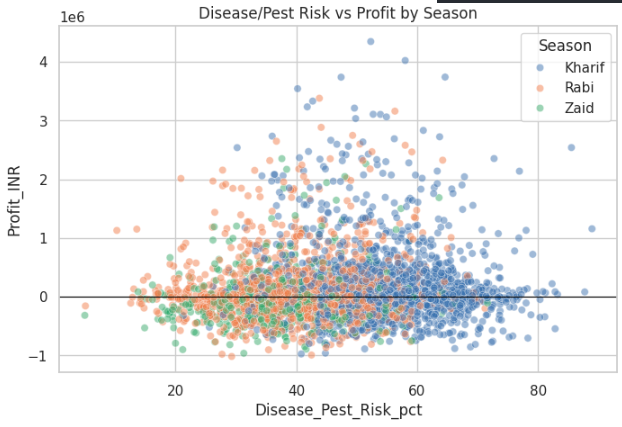 Disease/Pest Risk vs Profit by Season
1e6
Season
Kharif
Rabi
Zaid
4
3
2
1
0
−1
Profit_INR
20 40 60 80
Disease_Pest_Risk_pct